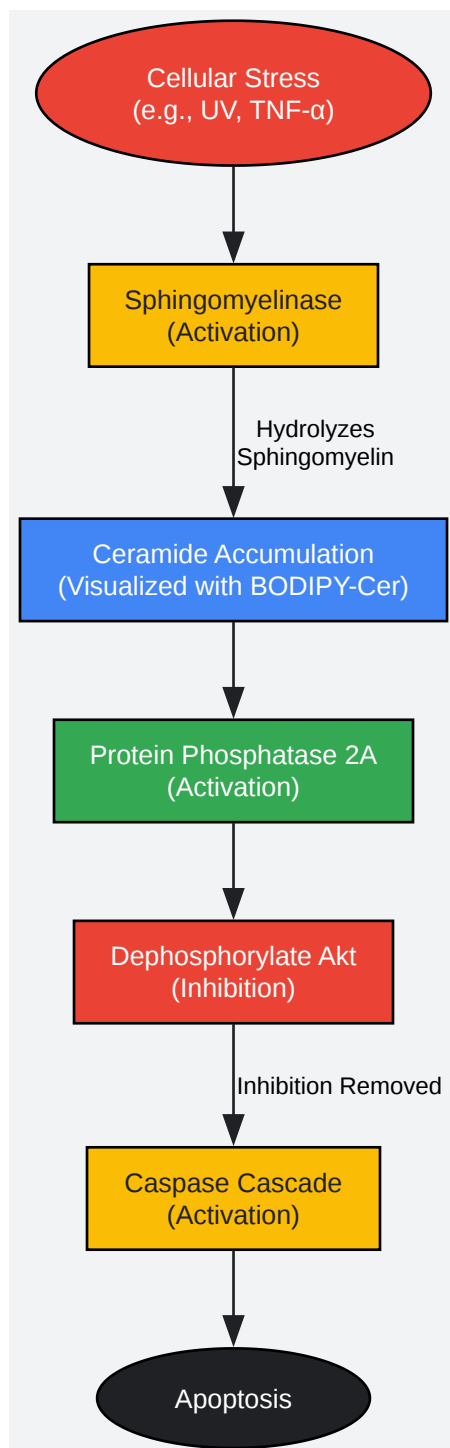 Cellular Stress
(e.g., UV, TNF-α)
Sphingomyelinase
(Activation)
Hydrolyzes
Sphingomyelin
Ceramide Accumulation
(Visualized with BODIPY-Cer)
Protein Phosphatase 2A
(Activation)
Dephosphorylate Akt
(Inhibition)
Inhibition Removed
Caspase Cascade
(Activation)
Apoptosis